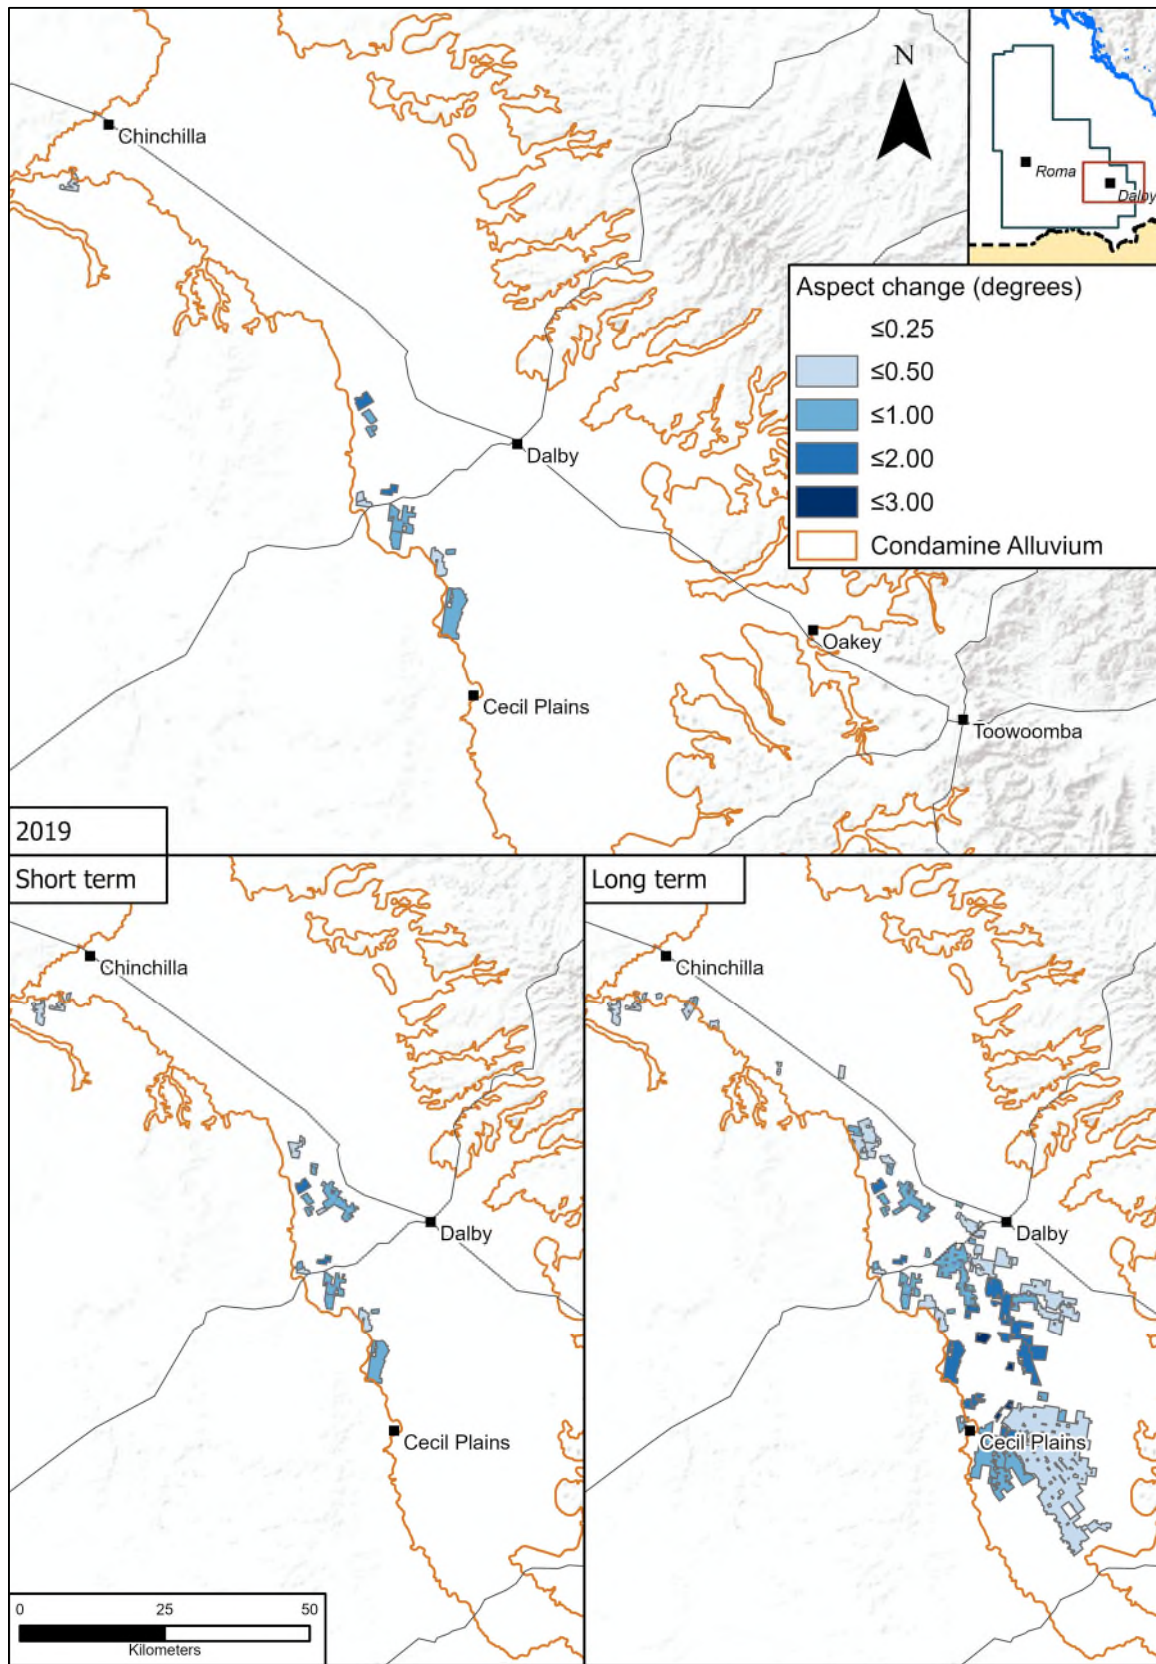 N
Chinchilla
Roma
Dalby
Aspect change (degrees)
≤0.25
≤0.50
≤1.00
≤2.00
≤3.00
Condamine Alluvium
Dalby
Oakey
Cecil Plains
Toowoomba
2019
Short term
Chinchilla
Dalby
Cecil Plains
0 25 50
Kilometers
Long term
Chinchilla
Dalby
Cecil Plains